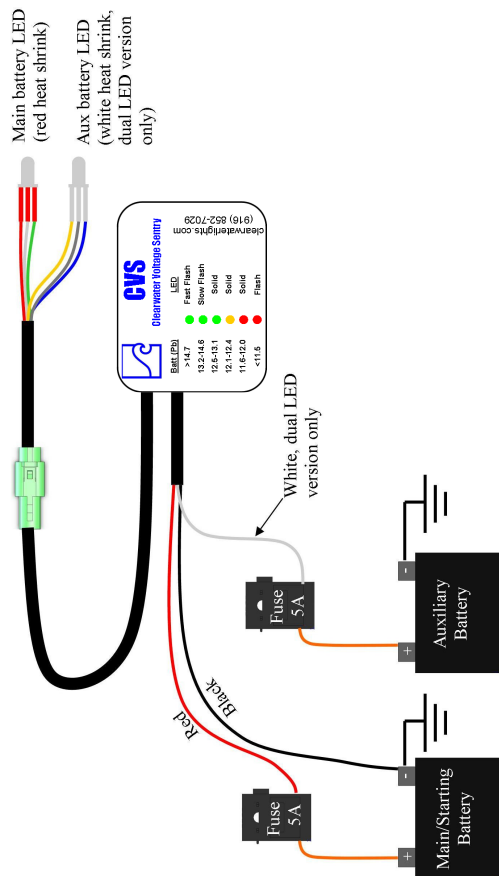 Main battery LED
(red heat shrink)
Aux battery LED
(white heat shrink,
dual LED version
only)
CVS
Clearwater Voltage Sentry
Batt (Pb) LED
>14.7 Fast Flash
13.2-14.6 Slow Flash
12.5-13.1 Solid
12.1-12.4 Solid
11.6-12.0 Solid
<11.5 Flash
clearwaterlights.com
(916) 852-7029
White, dual LED
version only
Red
Black
Fuse
5A
Fuse
5A
+ -
Auxiliary
Battery
+ -
Main/Starting
Battery